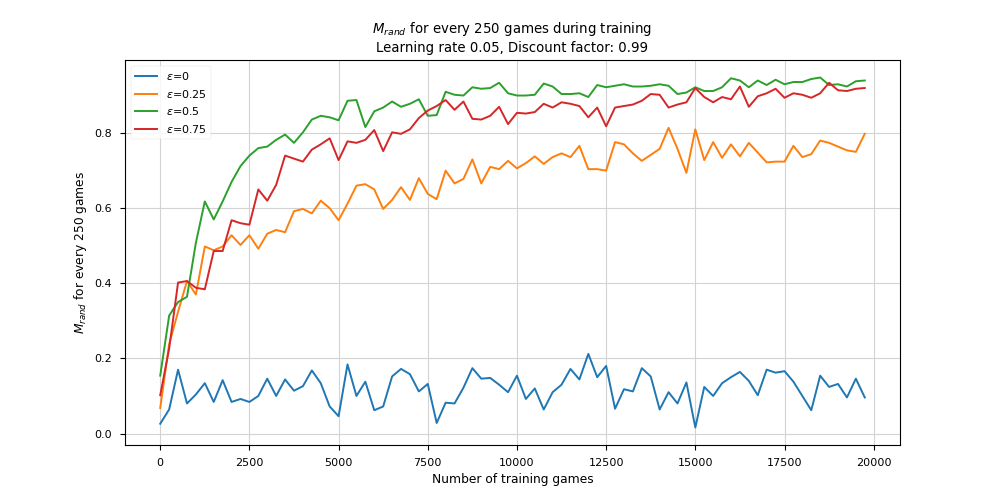 M_rand for every 250 games during training
Learning rate 0.05, Discount factor: 0.99
ε=0
ε=0.25
ε=0.5
ε=0.75
M_rand for every 250 games
0.8
0.6
0.4
0.2
0.0
0 2500 5000 7500 10000 12500 15000 17500 20000
Number of training games